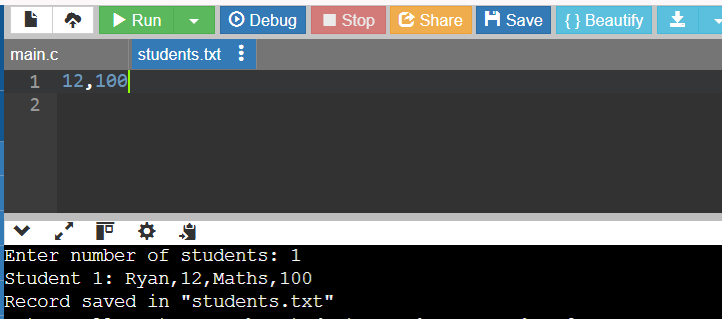 Run Debug Stop Share Save { } Beautify
main.c students.txt
1 12,100
2
Enter number of students: 1
Student 1: Ryan,12,Maths,100
Record saved in "students.txt"